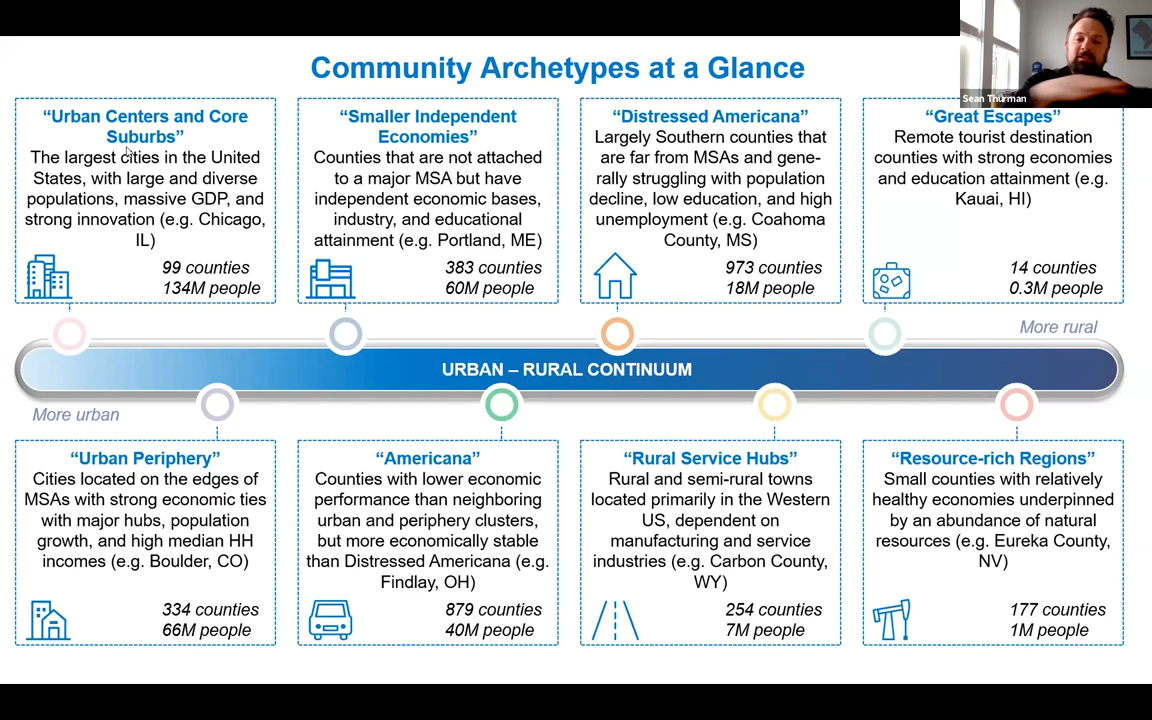 Community Archetypes at a Glance
Sean Thurman
“Urban Centers and Core
Suburbs”
The largest cities in the United
States, with large and diverse
populations, massive GDP, and
strong innovation (e.g. Chicago,
IL)
99 counties
134M people
“Smaller Independent
Economies”
Counties that are not attached
to a major MSA but have
independent economic bases,
industry, and educational
attainment (e.g. Portland, ME)
383 counties
60M people
“Distressed Americana”
Largely Southern counties that
are far from MSAs and gene-
rally struggling with population
decline, low education, and high
unemployment (e.g. Coahoma
County, MS)
973 counties
18M people
“Great Escapes”
Remote tourist destination
counties with strong economies
and education attainment (e.g.
Kauai, HI)
14 counties
0.3M people
More rural
URBAN – RURAL CONTINUUM
More urban
“Urban Periphery”
Cities located on the edges of
MSAs with strong economic ties
with major hubs, population
growth, and high median HH
incomes (e.g. Boulder, CO)
334 counties
66M people
“Americana”
Counties with lower economic
performance than neighboring
urban and periphery clusters,
but more economically stable
than Distressed Americana (e.g.
Findlay, OH)
879 counties
40M people
“Rural Service Hubs”
Rural and semi-rural towns
located primarily in the Western
US, dependent on
manufacturing and service
industries (e.g. Carbon County,
WY)
254 counties
7M people
“Resource-rich Regions”
Small counties with relatively
healthy economies underpinned
by an abundance of natural
resources (e.g. Eureka County,
NV)
177 counties
1M people